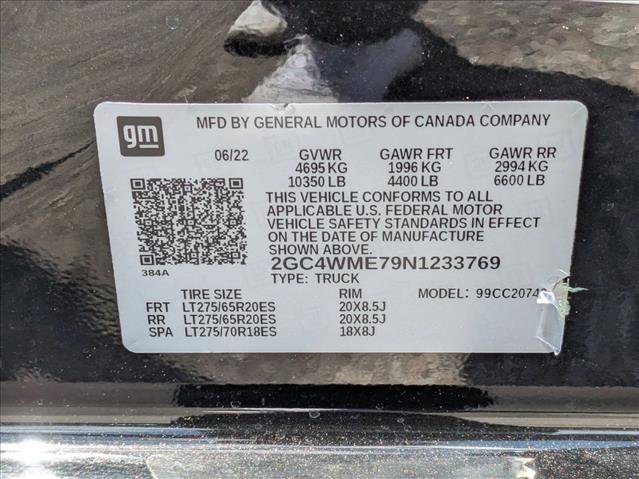 gm MFD BY GENERAL MOTORS OF CANADA COMPANY
06/22 GVWR GAWR FRT GAWR RR
4695 KG 1996 KG 2994 KG
10350 LB 4400 LB 6600 LB
THIS VEHICLE CONFORMS TO ALL
APPLICABLE U.S. FEDERAL MOTOR
VEHICLE SAFETY STANDARDS IN EFFECT
ON THE DATE OF MANUFACTURE
SHOWN ABOVE.
384A 2GC4WME79N1233769
TYPE: TRUCK
TIRE SIZE RIM MODEL: 99CC2074
FRT LT275/65R20ES 20X8.5J
RR LT275/65R20ES 20X8.5J
SPA LT275/70R18ES 18X8J